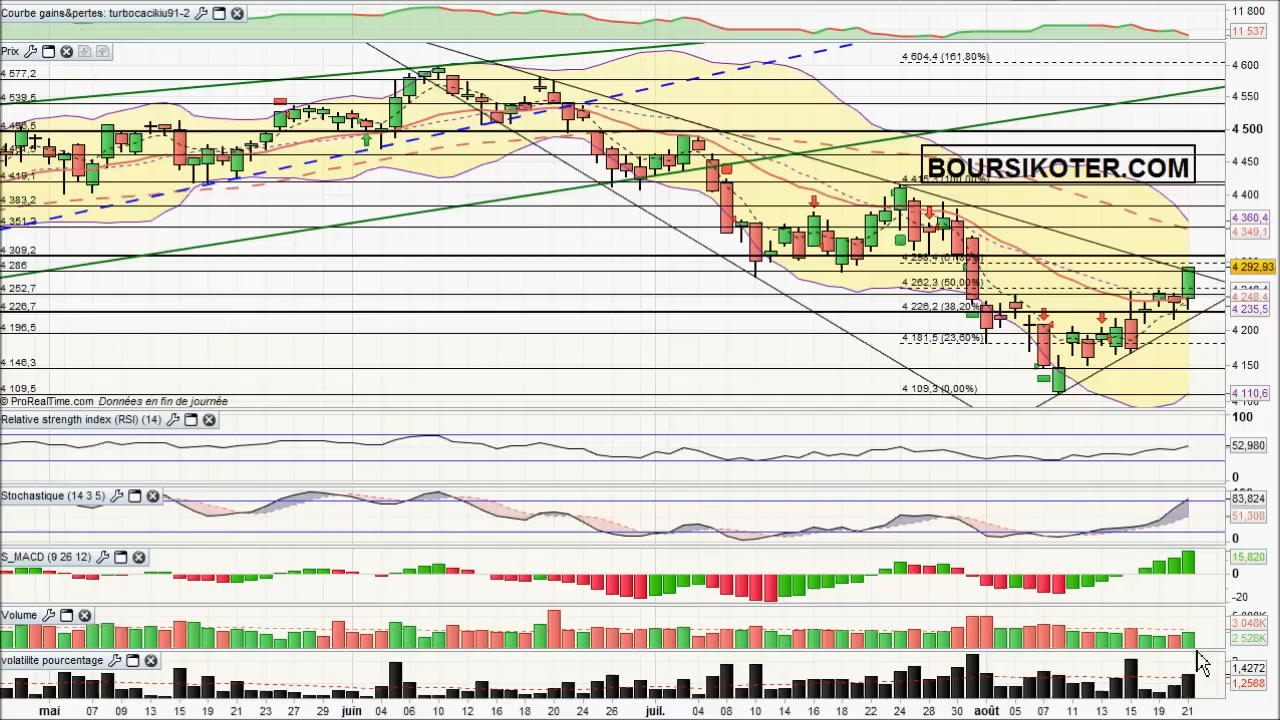 Courbe gains&pertes: turbocacikiu91-2
11 800
11 537
Prix
4 604,4 (161,80%)
4 600
4 577,2
4 550
4 539,5
4 500
BOURSIKOTER.COM
4 450
4 419,1
4 400
4 383,2
4 360,4
4 351,2
4 349,1
4 309,2
4 292,93
4 286
4 262,3 (50,00%)
4 252,7
4 248,4
4 235,5
4 226,7
4 226,2 (38,20%)
4 200
4 196,5
4 181,5 (23,60%)
4 150
4 146,3
4 109,5
4 109,3 (0,00%)
4 110,6
© ProRealTime.com Données en fin de journée
Relative strength index (RSI) (14)
100
52,980
0
Stochastique (14 3 5)
83,824
51,308
0
S_MACD (9 26 12)
15,820
0
-20
Volume
3 048K
2 528K
volatilite pourcentage
1,4272
1,2568
mai 07 09 13 15 17 21 23 27 29 juin 04 06 10 12 14 18 20 24 26 juil. 04 08 10 12 16 18 22 24 26 30 août 05 07 11 13 15 19 21